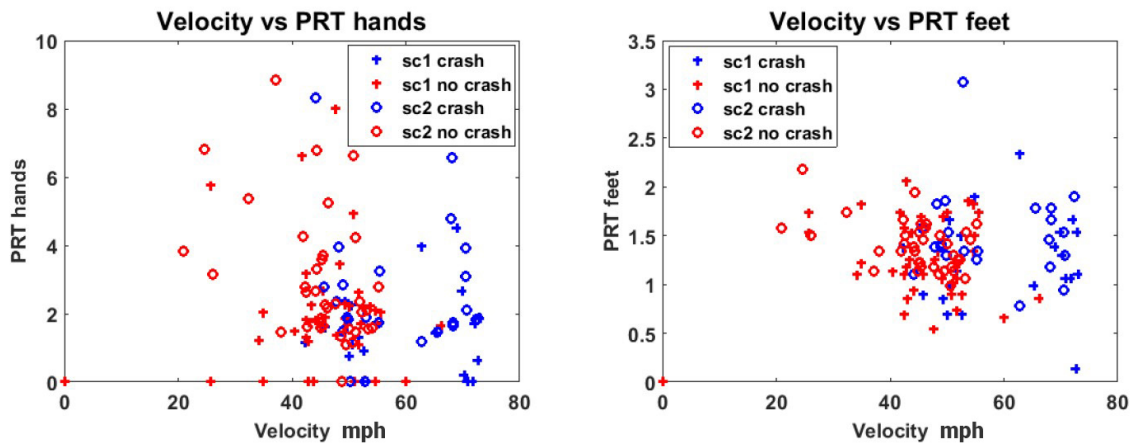 Velocity vs PRT hands
10
8
6
4
2
0
0 20 40 60 80
PRT hands
Velocity mph
sc1 crash
sc1 no crash
sc2 crash
sc2 no crash
Velocity vs PRT feet
3.5
3
2.5
2
1.5
1
0.5
0
0 20 40 60 80
PRT feet
Velocity mph
sc1 crash
sc1 no crash
sc2 crash
sc2 no crash